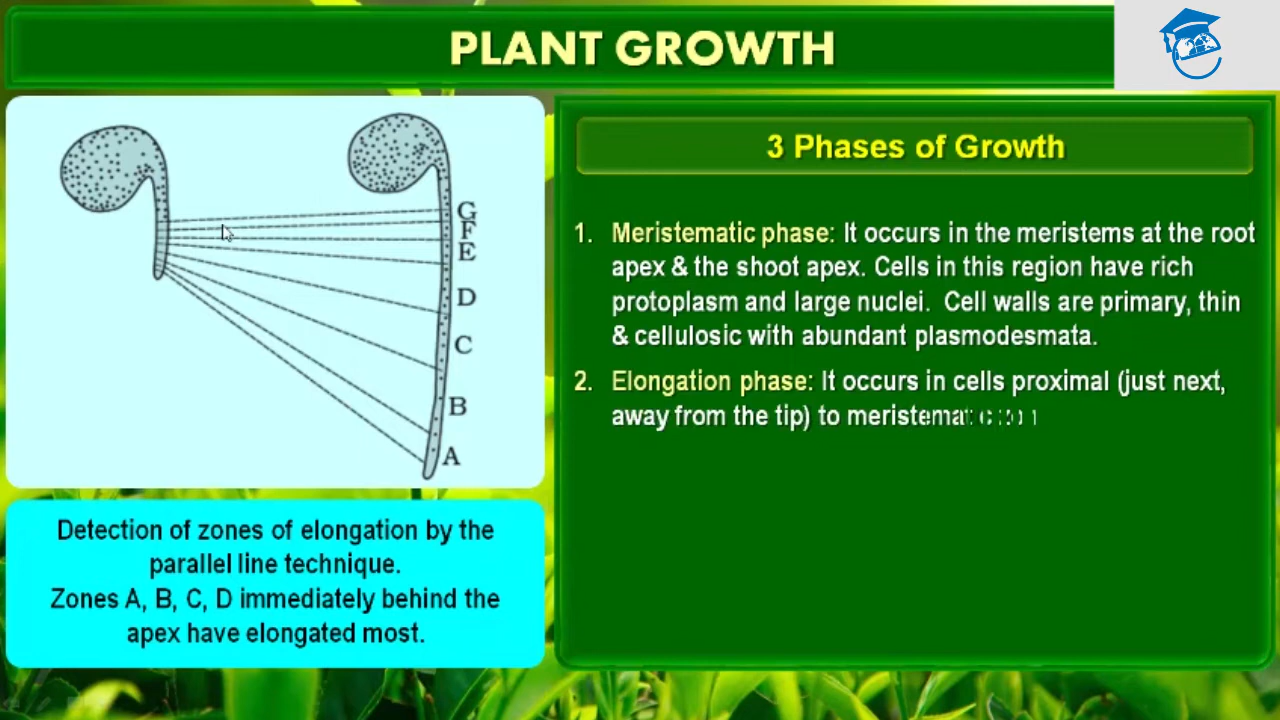 PLANT GROWTH
G
F
E
D
C
B
A
Detection of zones of elongation by the
parallel line technique.
Zones A, B, C, D immediately behind the
apex have elongated most.
3 Phases of Growth
1. Meristematic phase: It occurs in the meristems at the root
apex & the shoot apex. Cells in this region have rich
protoplasm and large nuclei. Cell walls are primary, thin
& cellulosic with abundant plasmodesmata.
2. Elongation phase: It occurs in cells proximal (just next,
away from the tip) to